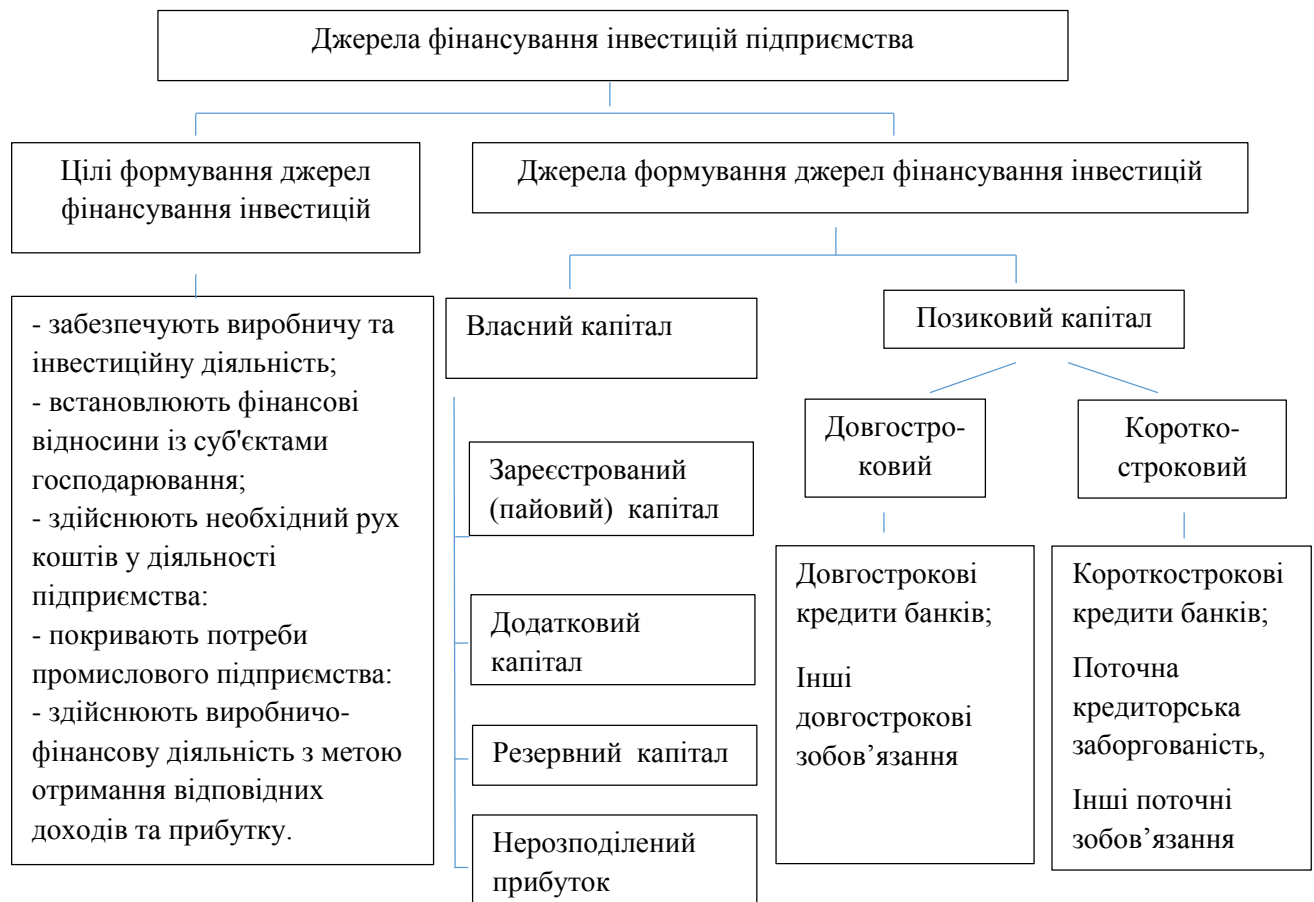 Джерела фінансування інвестицій підприємства
Цілі формування джерел
фінансування інвестицій
Джерела формування джерел фінансування інвестицій
- забезпечують виробничу та
інвестиційну діяльність;
- встановлюють фінансові
відносини із суб'єктами
господарювання;
- здійснюють необхідний рух
коштів у діяльності
підприємства:
- покривають потреби
промислового підприємства:
- здійснюють виробничо-
фінансову діяльність з метою
отримання відповідних
доходів та прибутку.
Власний капітал
Зареєстрований
(пайовий) капітал
Додатковий
капітал
Резервний капітал
Нерозподілений
прибуток
Позиковий капітал
Довгостро-
ковий
Довгострокові
кредити банків;
Інші
довгострокові
зобов’язання
Коротко-
строковий
Короткострокові
кредити банків;
Поточна
кредиторська
заборгованість,
Інші поточні
зобов’язання